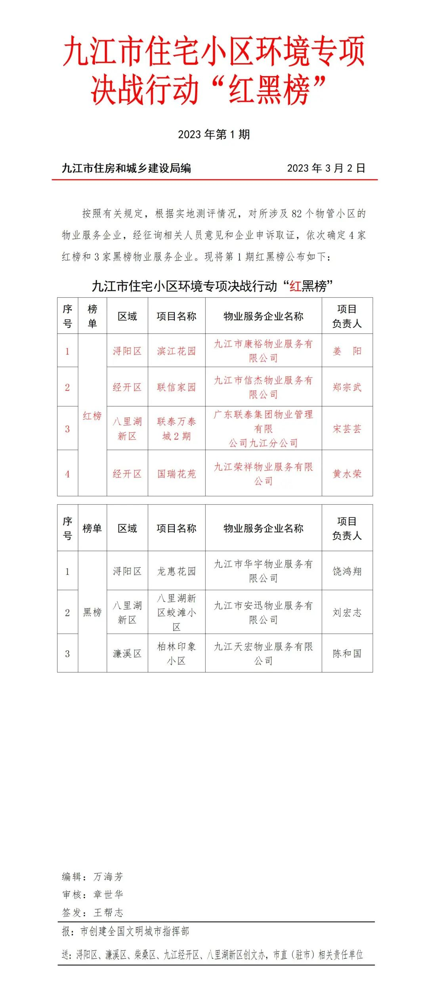 九江市住宅小区环境专项
决战行动“红黑榜”
2023 年第 1 期
九江市住房和城乡建设局编 2023 年 3 月 2 日
按照有关规定，根据实地测评情况，对所涉及 82 个物管小区的
物业服务企业，经征询相关人员意见和企业申诉取证，依次确定 4 家
红榜和 3 家黑榜物业服务企业。现将第 1 期红黑榜公布如下：
九江市住宅小区环境专项决战行动“红黑榜”
序号 榜单 区域 项目名称 物业服务企业名称 项目负责人
1 红榜 浔阳区 滨江花园 九江市康裕物业服务有限公司 姜　阳
2 经开区 联信家园 九江市信杰物业服务有限公司 郑宗武
3 八里湖新区 联泰万泰城 2 期 广东联泰集团物业管理有限公司九江分公司 宋芸芸
4 经开区 国瑞花苑 九江荣祥物业服务有限公司 黄水荣
序号 榜单 区域 项目名称 物业服务企业名称 项目负责人
1 黑榜 浔阳区 龙惠花园 九江市华宇物业服务有限公司 饶鸿翔
2 八里湖新区 八里湖新区蛟滩小区 九江市安迅物业服务有限公司 刘宏志
3 濂溪区 柏林印象小区 九江天宏物业服务有限公司 陈和国
编辑：万海芳
审核：章世华
签发：王帮志
报：市创建全国文明城市指挥部
送：浔阳区、濂溪区、柴桑区、九江经开区、八里湖新区创文办，市直（驻市）相关责任单位